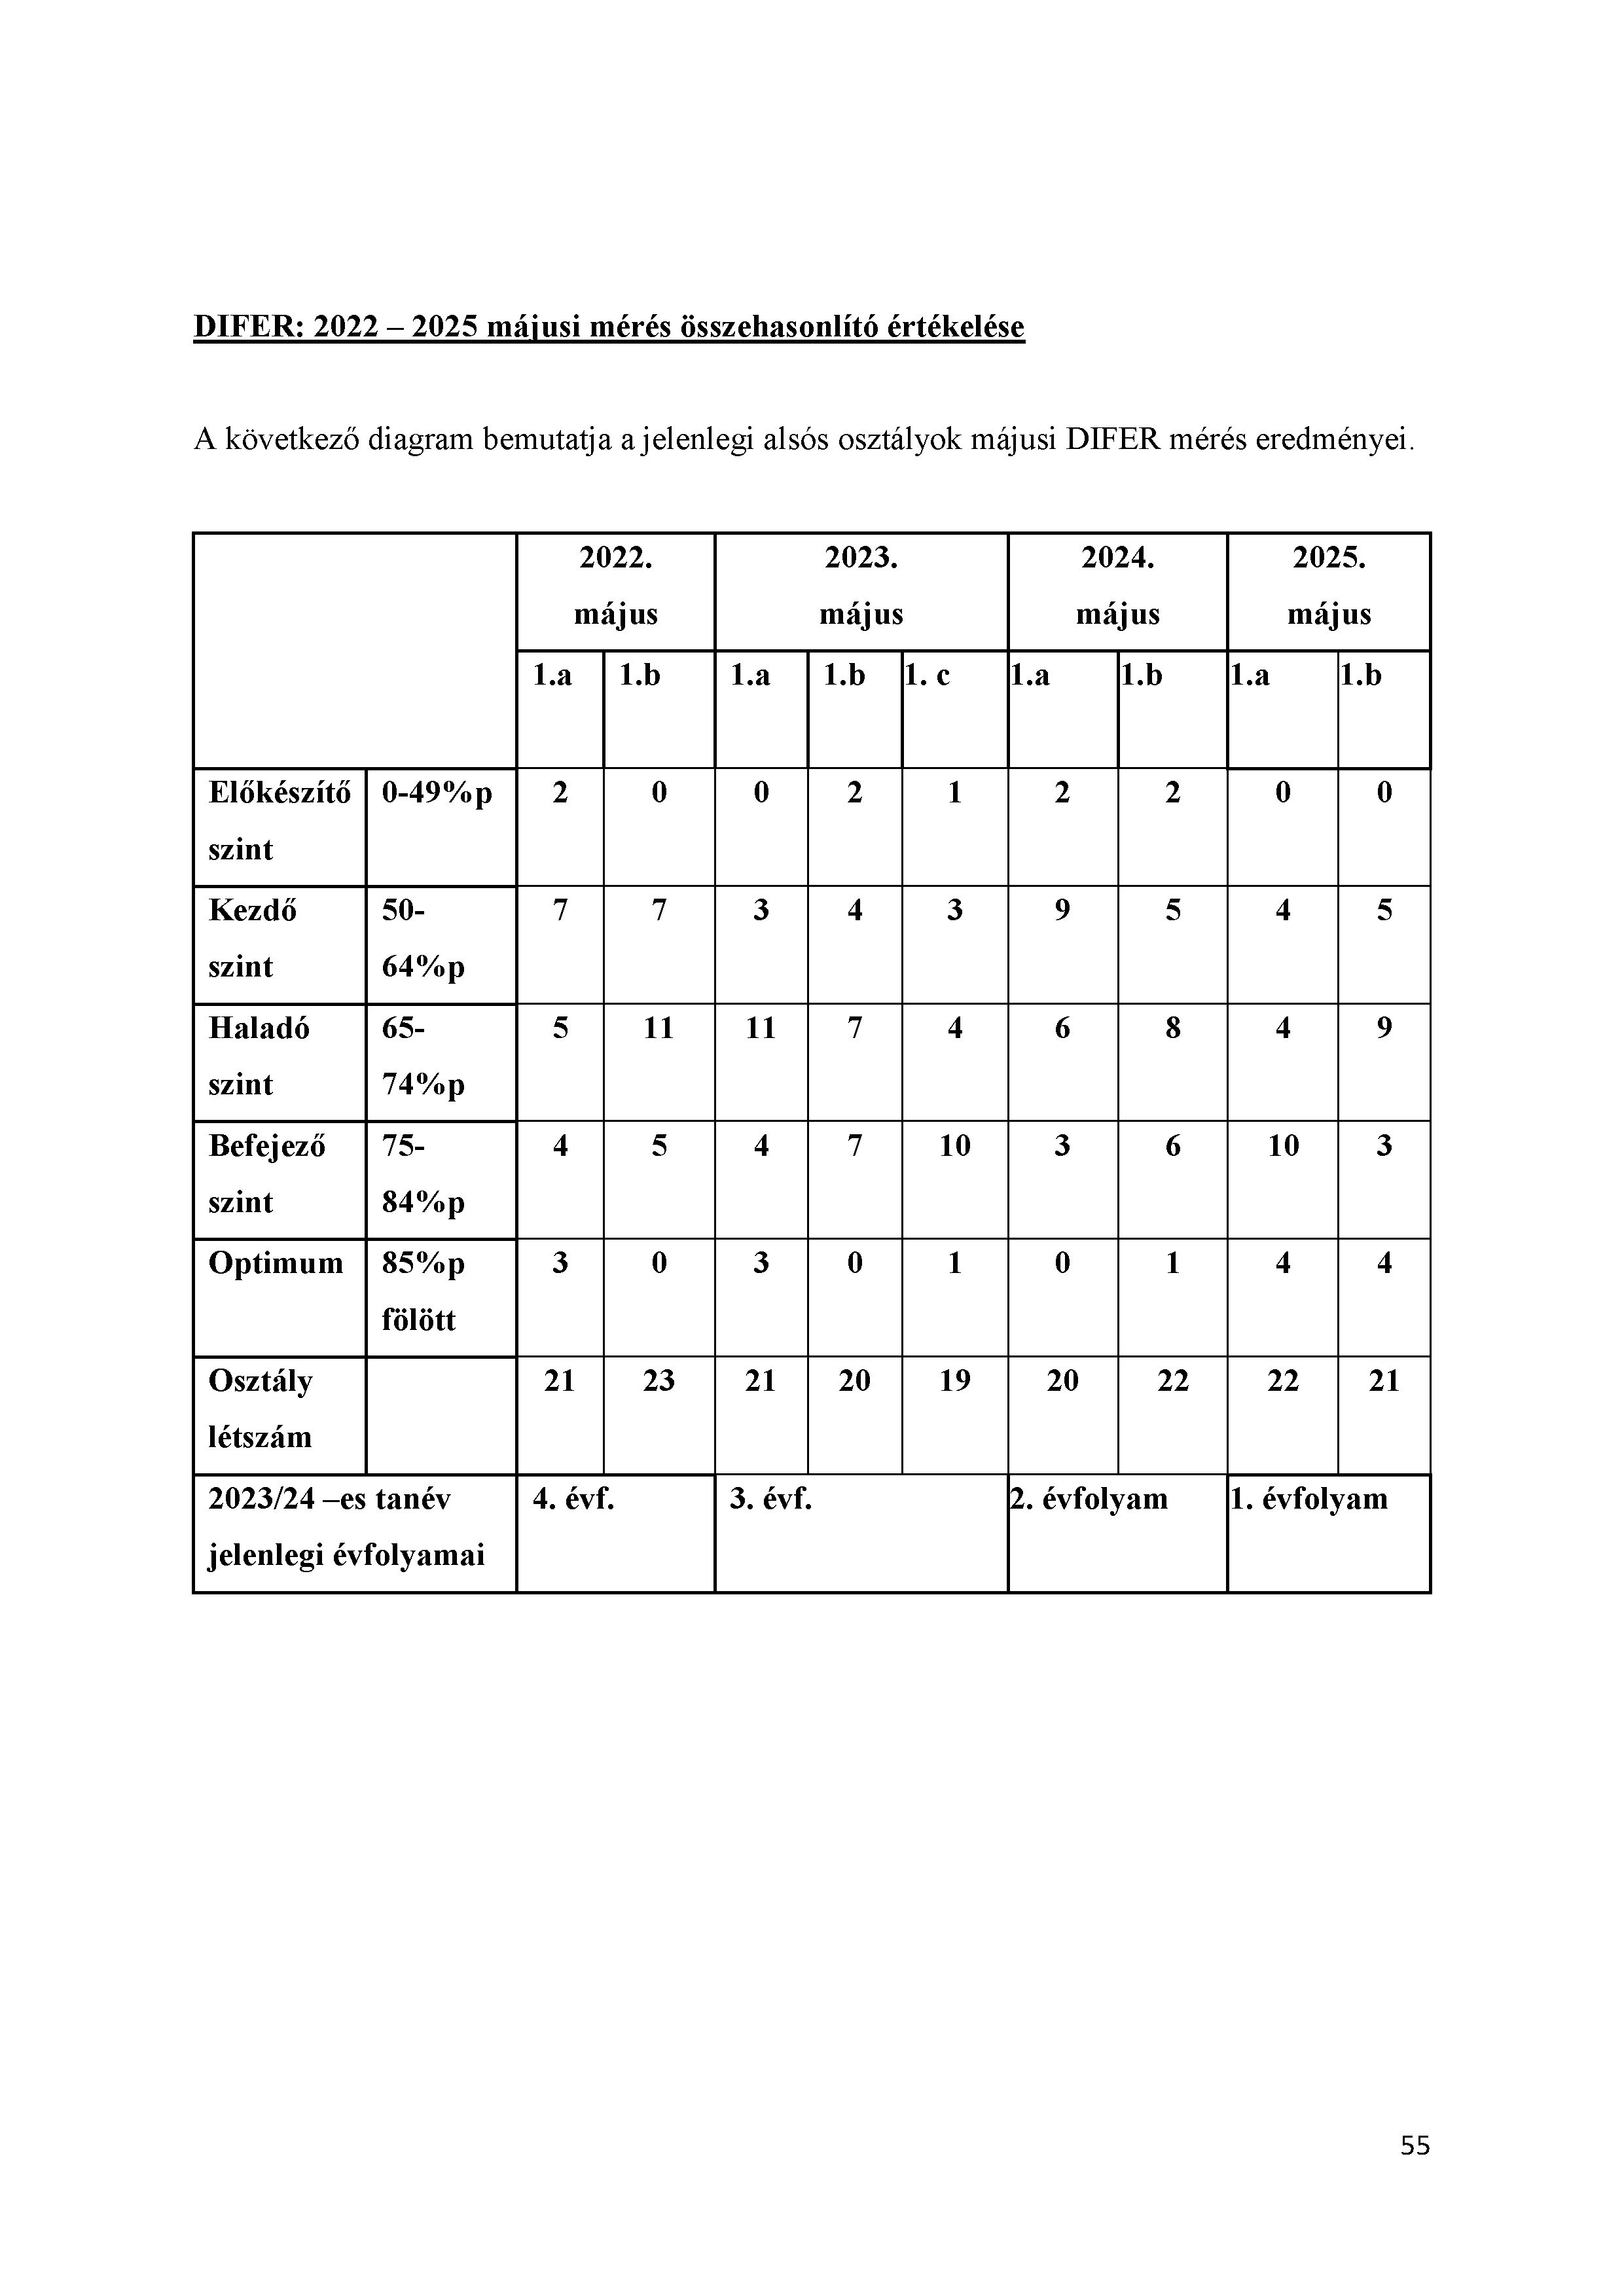 DIFER: 2022 – 2025 májusi mérés összehasonlító értékelése
A következő diagram bemutatja a jelenlegi alsós osztályok májusi DIFER mérés eredményei.
2022. 2023. 2024. 2025.
május május május május
1.a 1.b 1.a 1.b 1. c 1.a 1.b 1.a 1.b
Előkészítő 0-49%p 2 0 0 2 1 2 2 0 0
szint
Kezdő 50- 7 7 3 4 3 9 5 4 5
szint 64%p
Haladó 65- 5 11 11 7 4 6 8 4 9
szint 74%p
Befejező 75- 4 5 4 7 10 3 6 10 3
szint 84%p
Optimum 85%p 3 0 3 0 1 0 1 4 4
fölött
Osztály 21 23 21 20 19 20 22 22 21
létszám
2023/24 –es tanév 4. évf. 3. évf. 2. évfolyam 1. évfolyam
jelenlegi évfolyamai
55